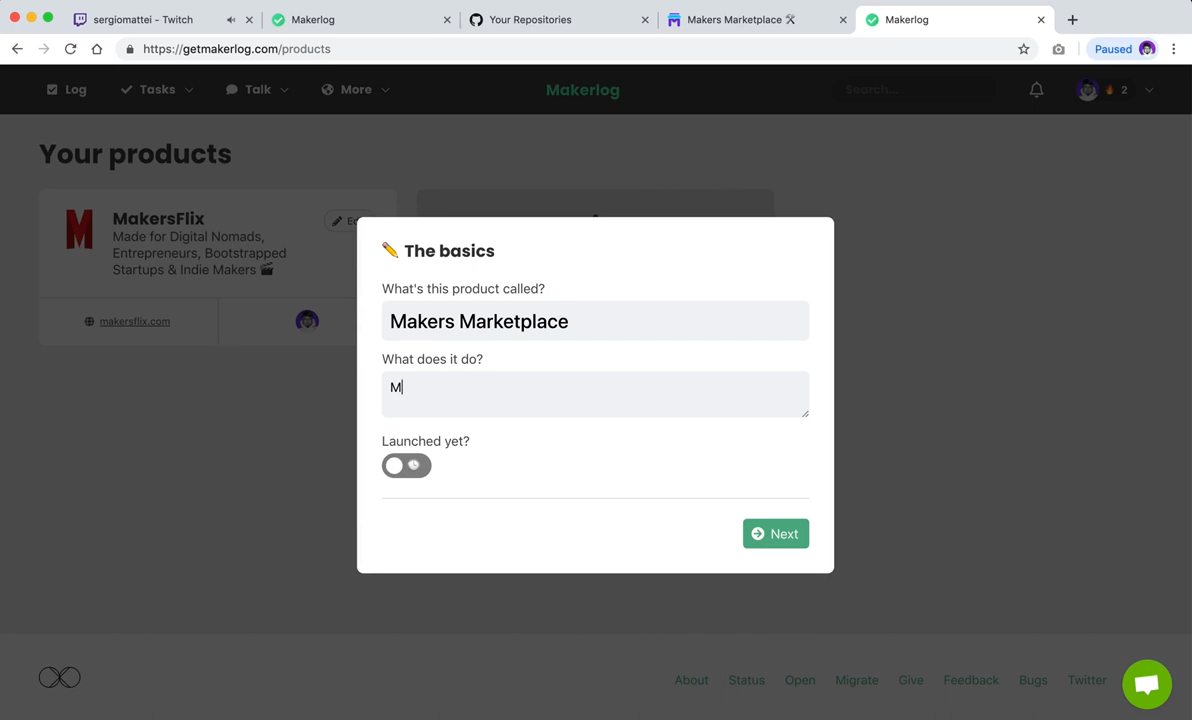 sergiomattei - Twitch
Makerlog
Your Repositories
Makers Marketplace 🛠
Makerlog
https://getmakerlog.com/products
Paused
Log
Tasks
Talk
More
Makerlog
Search...
🔥 2
Your products
MakersFlix
Made for Digital Nomads,
Entrepreneurs, Bootstrapped
Startups & Indie Makers 🎬
makersflix.com
✏️ The basics
What's this product called?
Makers Marketplace
What does it do?
M
Launched yet?
Next
About
Status
Open
Migrate
Give
Feedback
Bugs
Twitter